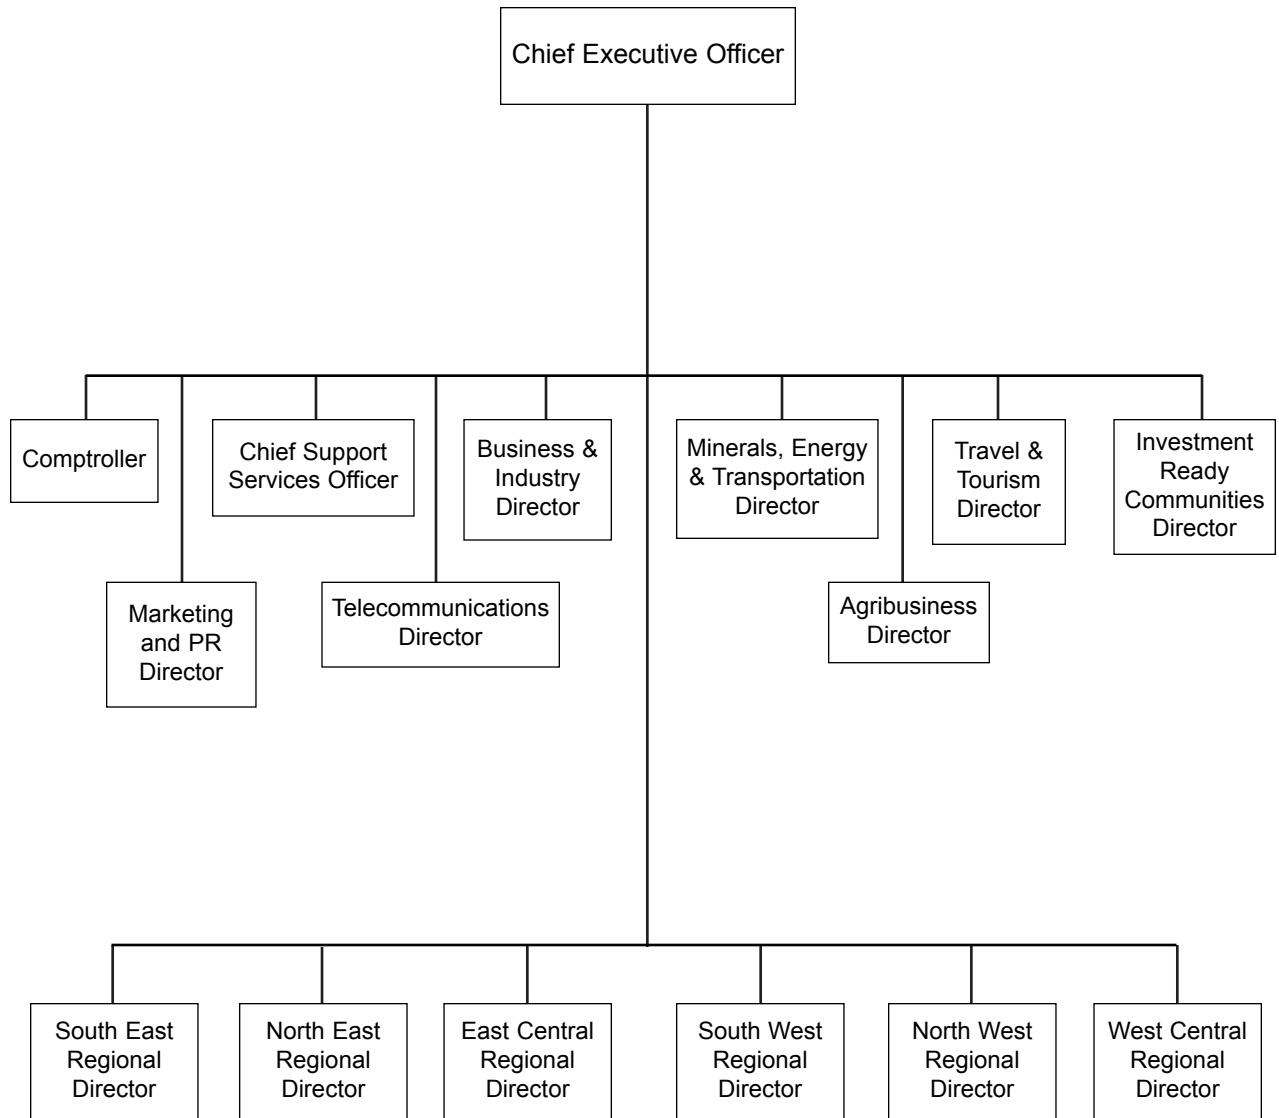 Chief Executive Officer
Comptroller
Chief Support
Services Officer
Business &
Industry
Director
Minerals, Energy
& Transportation
Director
Travel &
Tourism
Director
Investment
Ready
Communities
Director
Marketing
and PR
Director
Telecommunications
Director
Agribusiness
Director
South East
Regional
Director
North East
Regional
Director
East Central
Regional
Director
South West
Regional
Director
North West
Regional
Director
West Central
Regional
Director